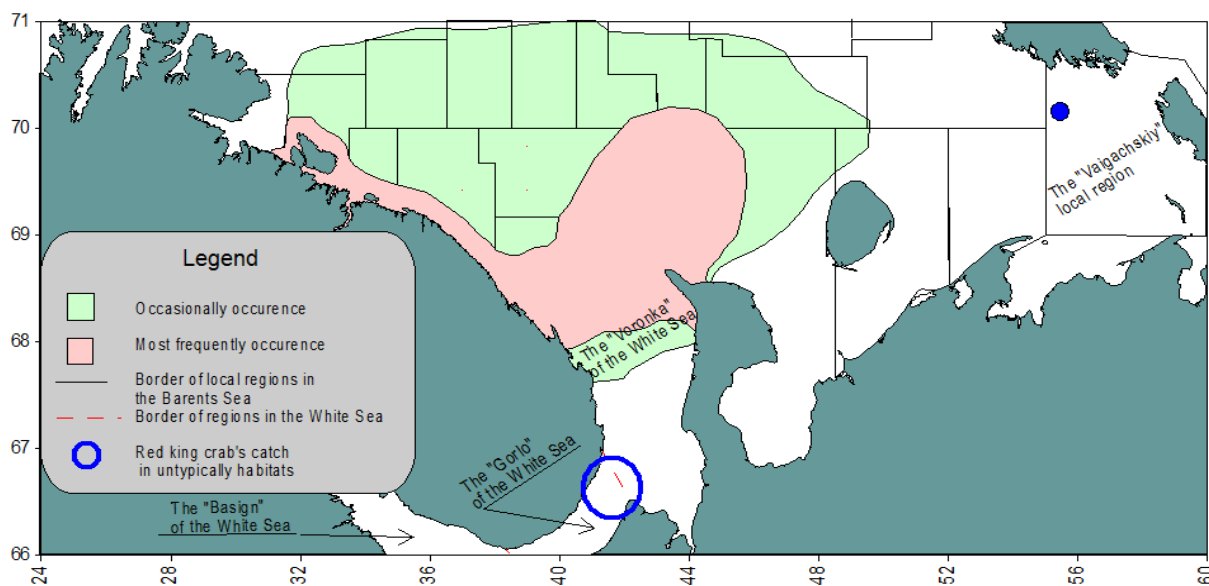 71
70
69
68
67
66
24
28
32
36
40
44
48
52
56
60
Legend
Occasionally occurence
Most frequently occurence
Border of local regions in
the Barents Sea
Border of regions in the White Sea
Red king crab's catch
in untypically habitats
The "Vaigachskiy"
local region
The "Voronka"
of the White Sea
The "Gorlo"
of the White Sea
The "Basign"
of the White Sea